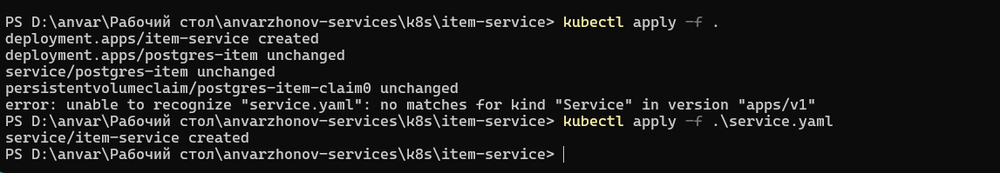 PS D:\anvar\Рабочий стол\anvarzhonov-services\k8s\item-service> kubectl apply -f .
deployment.apps/item-service created
deployment.apps/postgres-item unchanged
service/postgres-item unchanged
persistentvolumeclaim/postgres-item-claim0 unchanged
error: unable to recognize "service.yaml": no matches for kind "Service" in version "apps/v1"
PS D:\anvar\Рабочий стол\anvarzhonov-services\k8s\item-service> kubectl apply -f .\service.yaml
service/item-service created
PS D:\anvar\Рабочий стол\anvarzhonov-services\k8s\item-service>